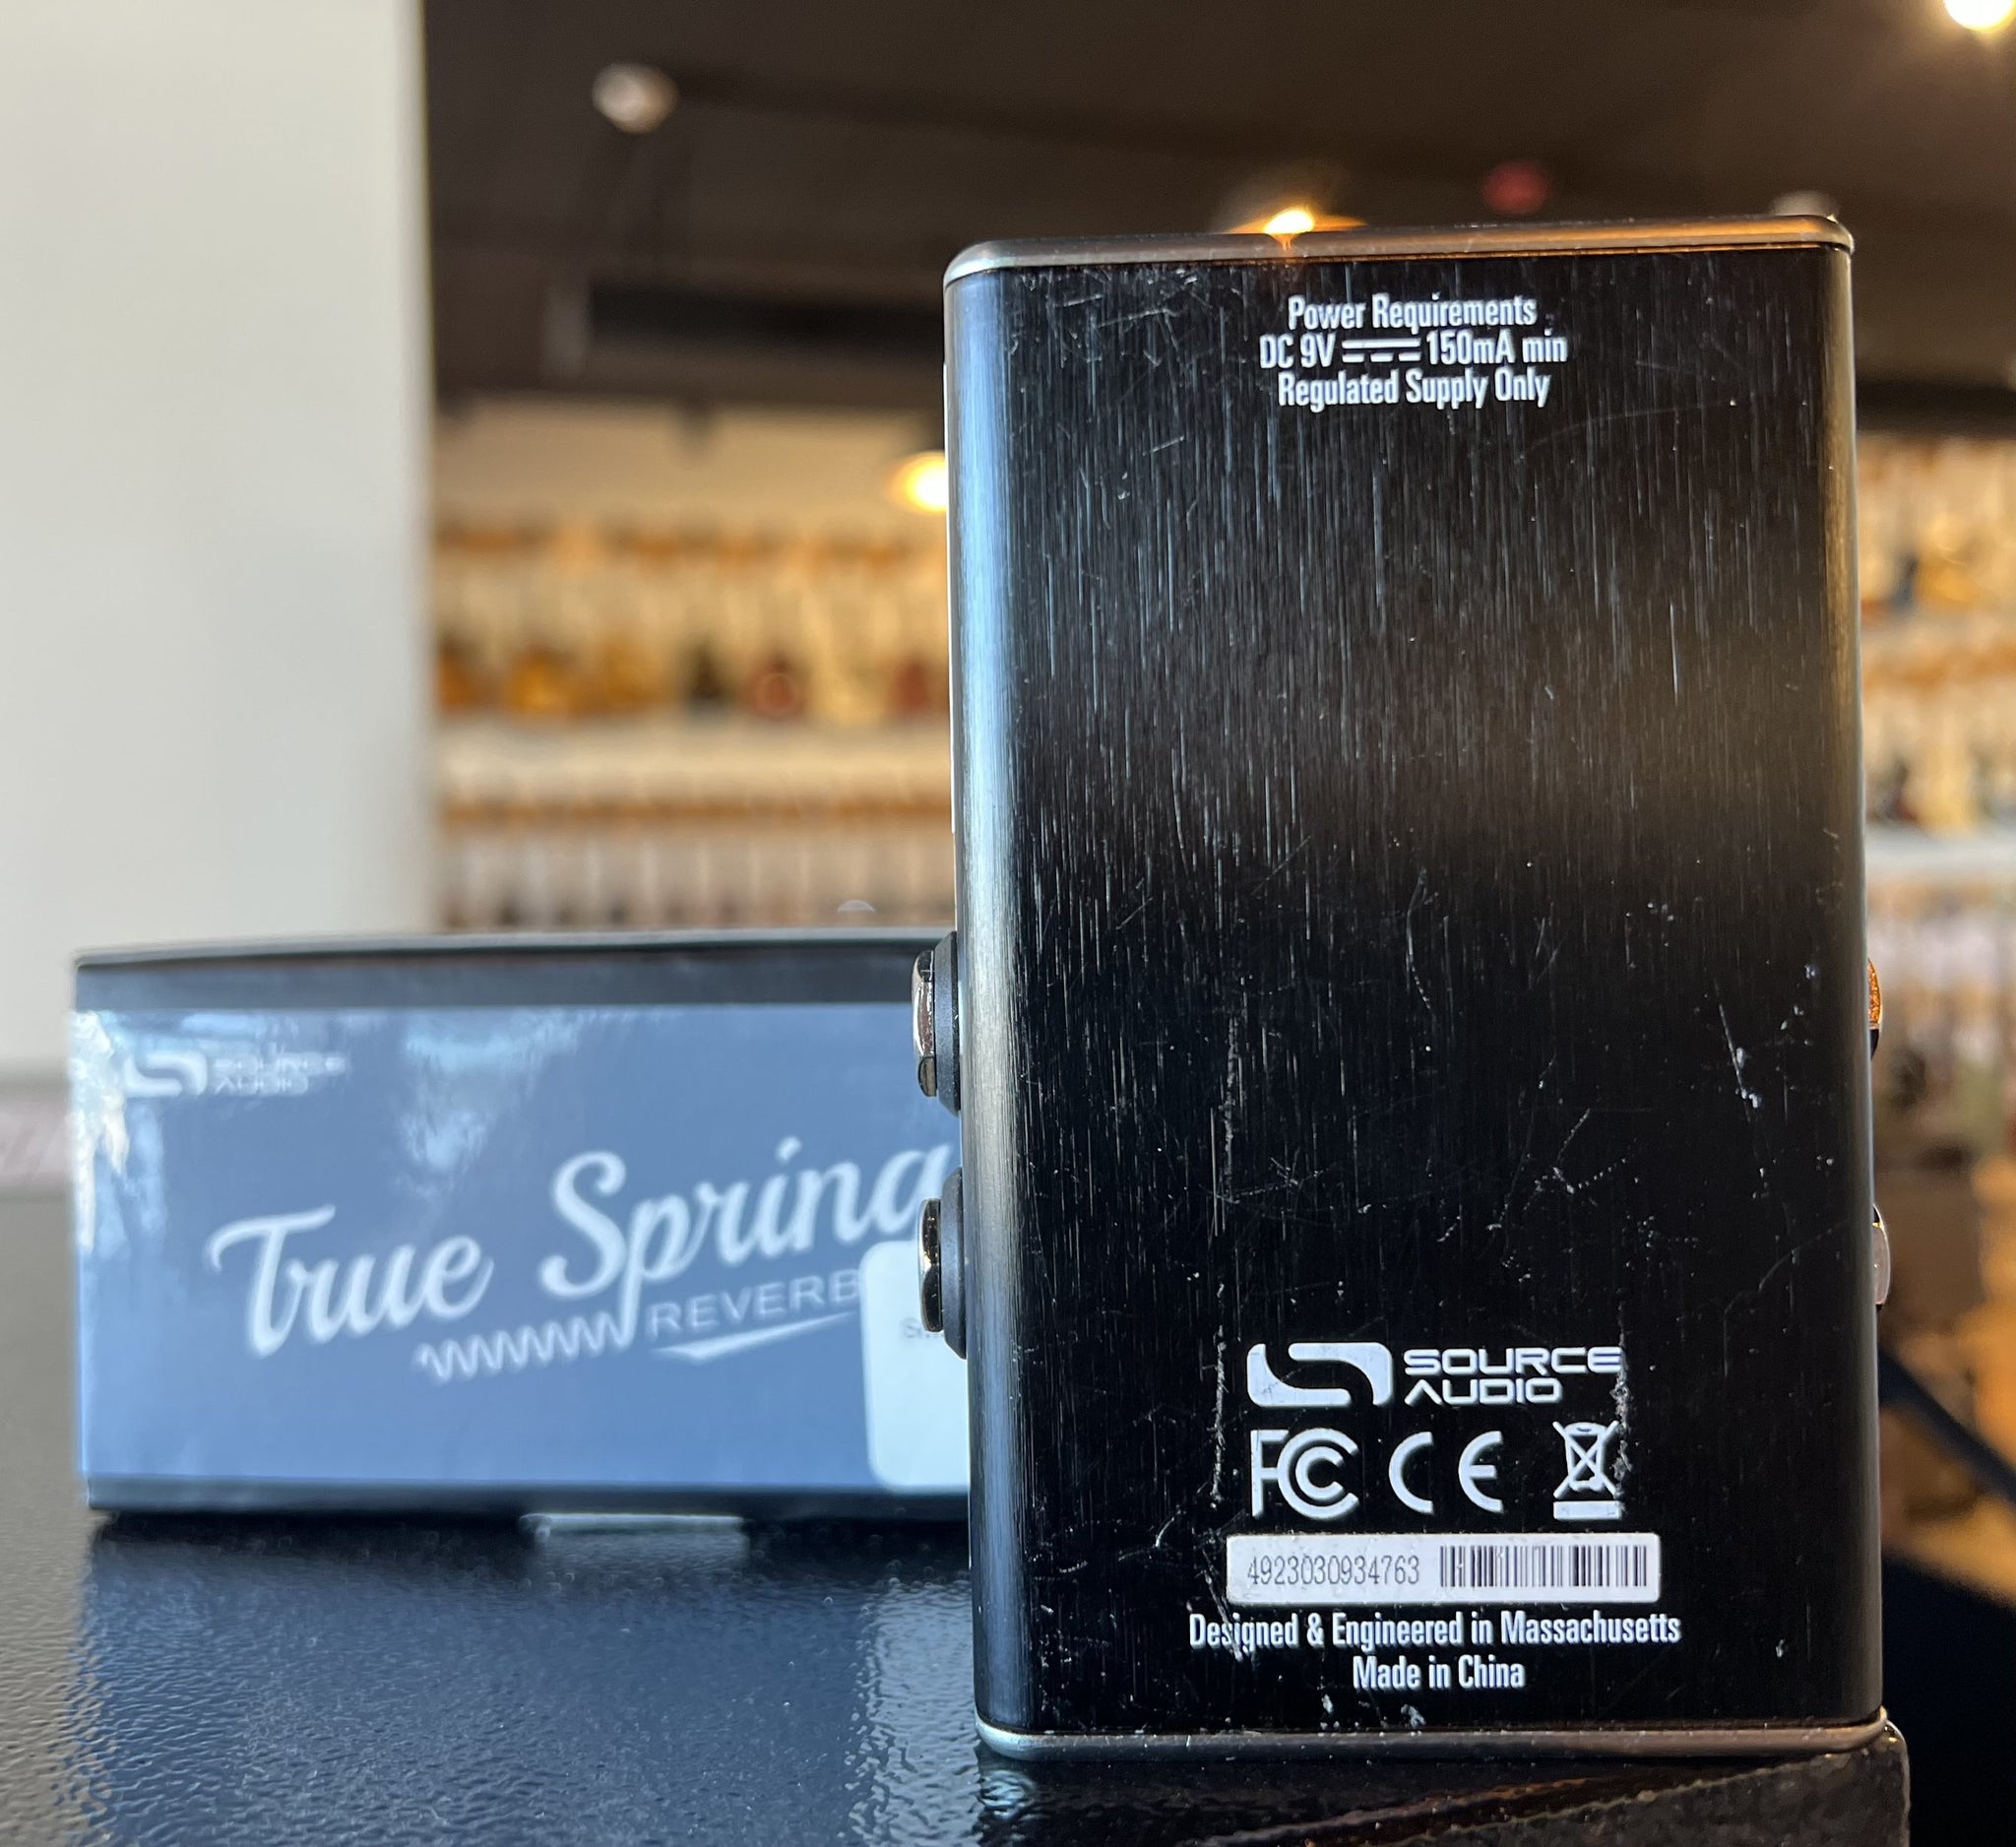 Power Requirements
DC 9V 150mA min
Regulated Supply Only
SOURCE
AUDIO
True Spring
REVERB
SOURCE
AUDIO
FC CE
4923030934763
Designed & Engineered in Massachusetts
Made in China